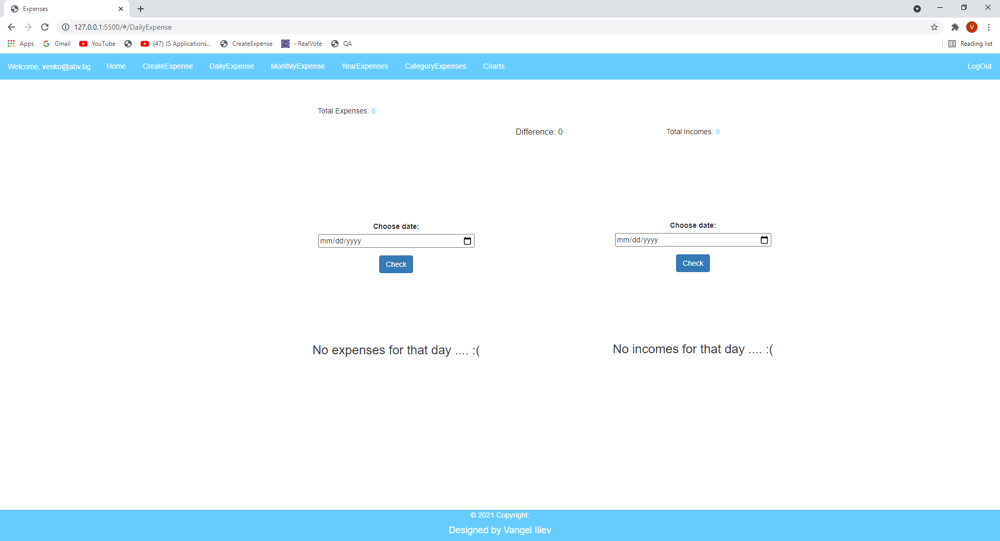 Expenses
127.0.0.1:5500/#/DailyExpense
V
Apps Gmail YouTube (47) JS Applications... CreateExpense - RealVote QA Reading list
Welcome, venko@abv.bg Home CreateExpense DailyExpense MonthlyExpense YearExpenses CategoryExpenses Charts LogOut
Total Expenses: 0
Difference: 0
Total Incomes: 0
Choose date:
mm/dd/yyyy
Check
No expenses for that day .... :(
Choose date:
mm/dd/yyyy
Check
No incomes for that day .... :(
© 2021 Copyright:
Designed by Vangel Iliev